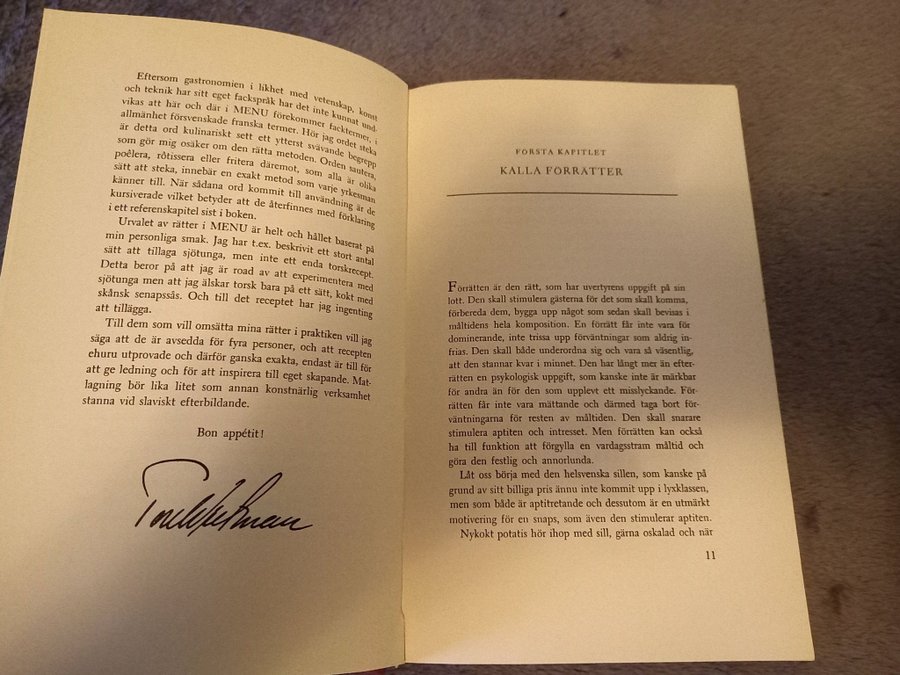 Eftersom gastronomien i likhet med vetenskap, konst
och teknik har sitt eget fackspråk har det inte kunnat und-
vikas att här och där i MENU förekommer facktermer, i
allmänhet försvenskade franska termer. Hör jag ordet steka
är detta ord kulinariskt sett ett ytterst svävande begrepp
som gör mig osäker om den rätta metoden. Orden sautera,
poêlera, rôtissera eller fritera däremot, som alla är olika
sätt att steka, innebär en exakt metod som varje yrkesman
känner till. När sådana ord kommit till användning är de
kursiverade vilket betyder att de återfinnes med förklaring
i ett referenskapitel sist i boken.
Urvalet av rätter i MENU är helt och hållet baserat på
min personliga smak. Jag har t.ex. beskrivit ett stort antal
sätt att tillaga sjötunga, men inte ett enda torskrecept.
Detta beror på att jag är road av att experimentera med
sjötunga men att jag älskar torsk bara på ett sätt, kokt med
skånsk senapssås. Och till det receptet har jag ingenting
att tillägga.
Till dem som vill omsätta mina rätter i praktiken vill jag
säga att de är avsedda för fyra personer, och att recepten
ehuru utprovade och därför ganska exakta, endast är till för
att ge ledning och för att inspirera till eget skapande. Mat-
lagning bör lika litet som annan konstnärlig verksamhet
stanna vid slaviskt efterbildande.
Bon appétit!
Tore Wretman
FÖRSTA KAPITLET
KALLA FÖRRÄTTER
Förrätten är den rätt, som har uvertyrens uppgift på sin
lott. Den skall stimulera gästerna för det som skall komma,
förbereda dem, bygga upp något som sedan skall bevisas i
måltidens hela komposition. En förrätt får inte vara för
dominerande, inte trissa upp förväntningar som aldrig in-
frias. Den skall både underordna sig och vara så väsentlig,
att den stannar kvar i minnet. Den har långt mer än efter-
rätten en psykologisk uppgift, som kanske inte är märkbar
för andra än för den som upplevt ett misslyckande. För-
rätten får inte vara mättande och därmed taga bort för-
väntningarna för resten av måltiden. Den skall snarare
stimulera aptiten och intresset. Men förrätten kan också
ha till funktion att förgylla en vardagsstram måltid och
göra den festlig och annorlunda.
Låt oss börja med den helsvenska sillen, som kanske på
grund av sitt billiga pris ännu inte kommit upp i lyxklassen,
men som både är aptitretande och dessutom är en utmärkt
motivering för en snaps, som även den stimulerar aptiten.
Nykokt potatis hör ihop med sill, gärna oskalad och när
11